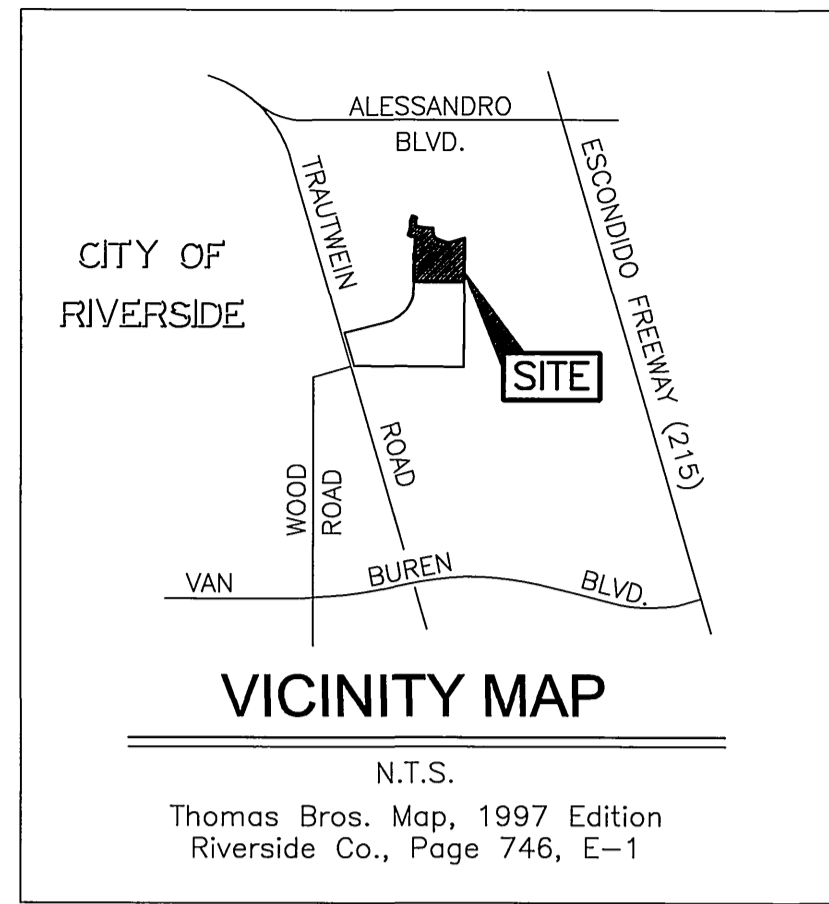 ALESSANDRO
BLVD.
TRAUTWEIN
ESCONDIDO FREEWAY (215)
CITY OF
RIVERSIDE
SITE
ROAD
WOOD
ROAD
VAN
BUREN
BLVD.
VICINITY MAP
N.T.S.
Thomas Bros. Map, 1997 Edition
Riverside Co., Page 746, E-1